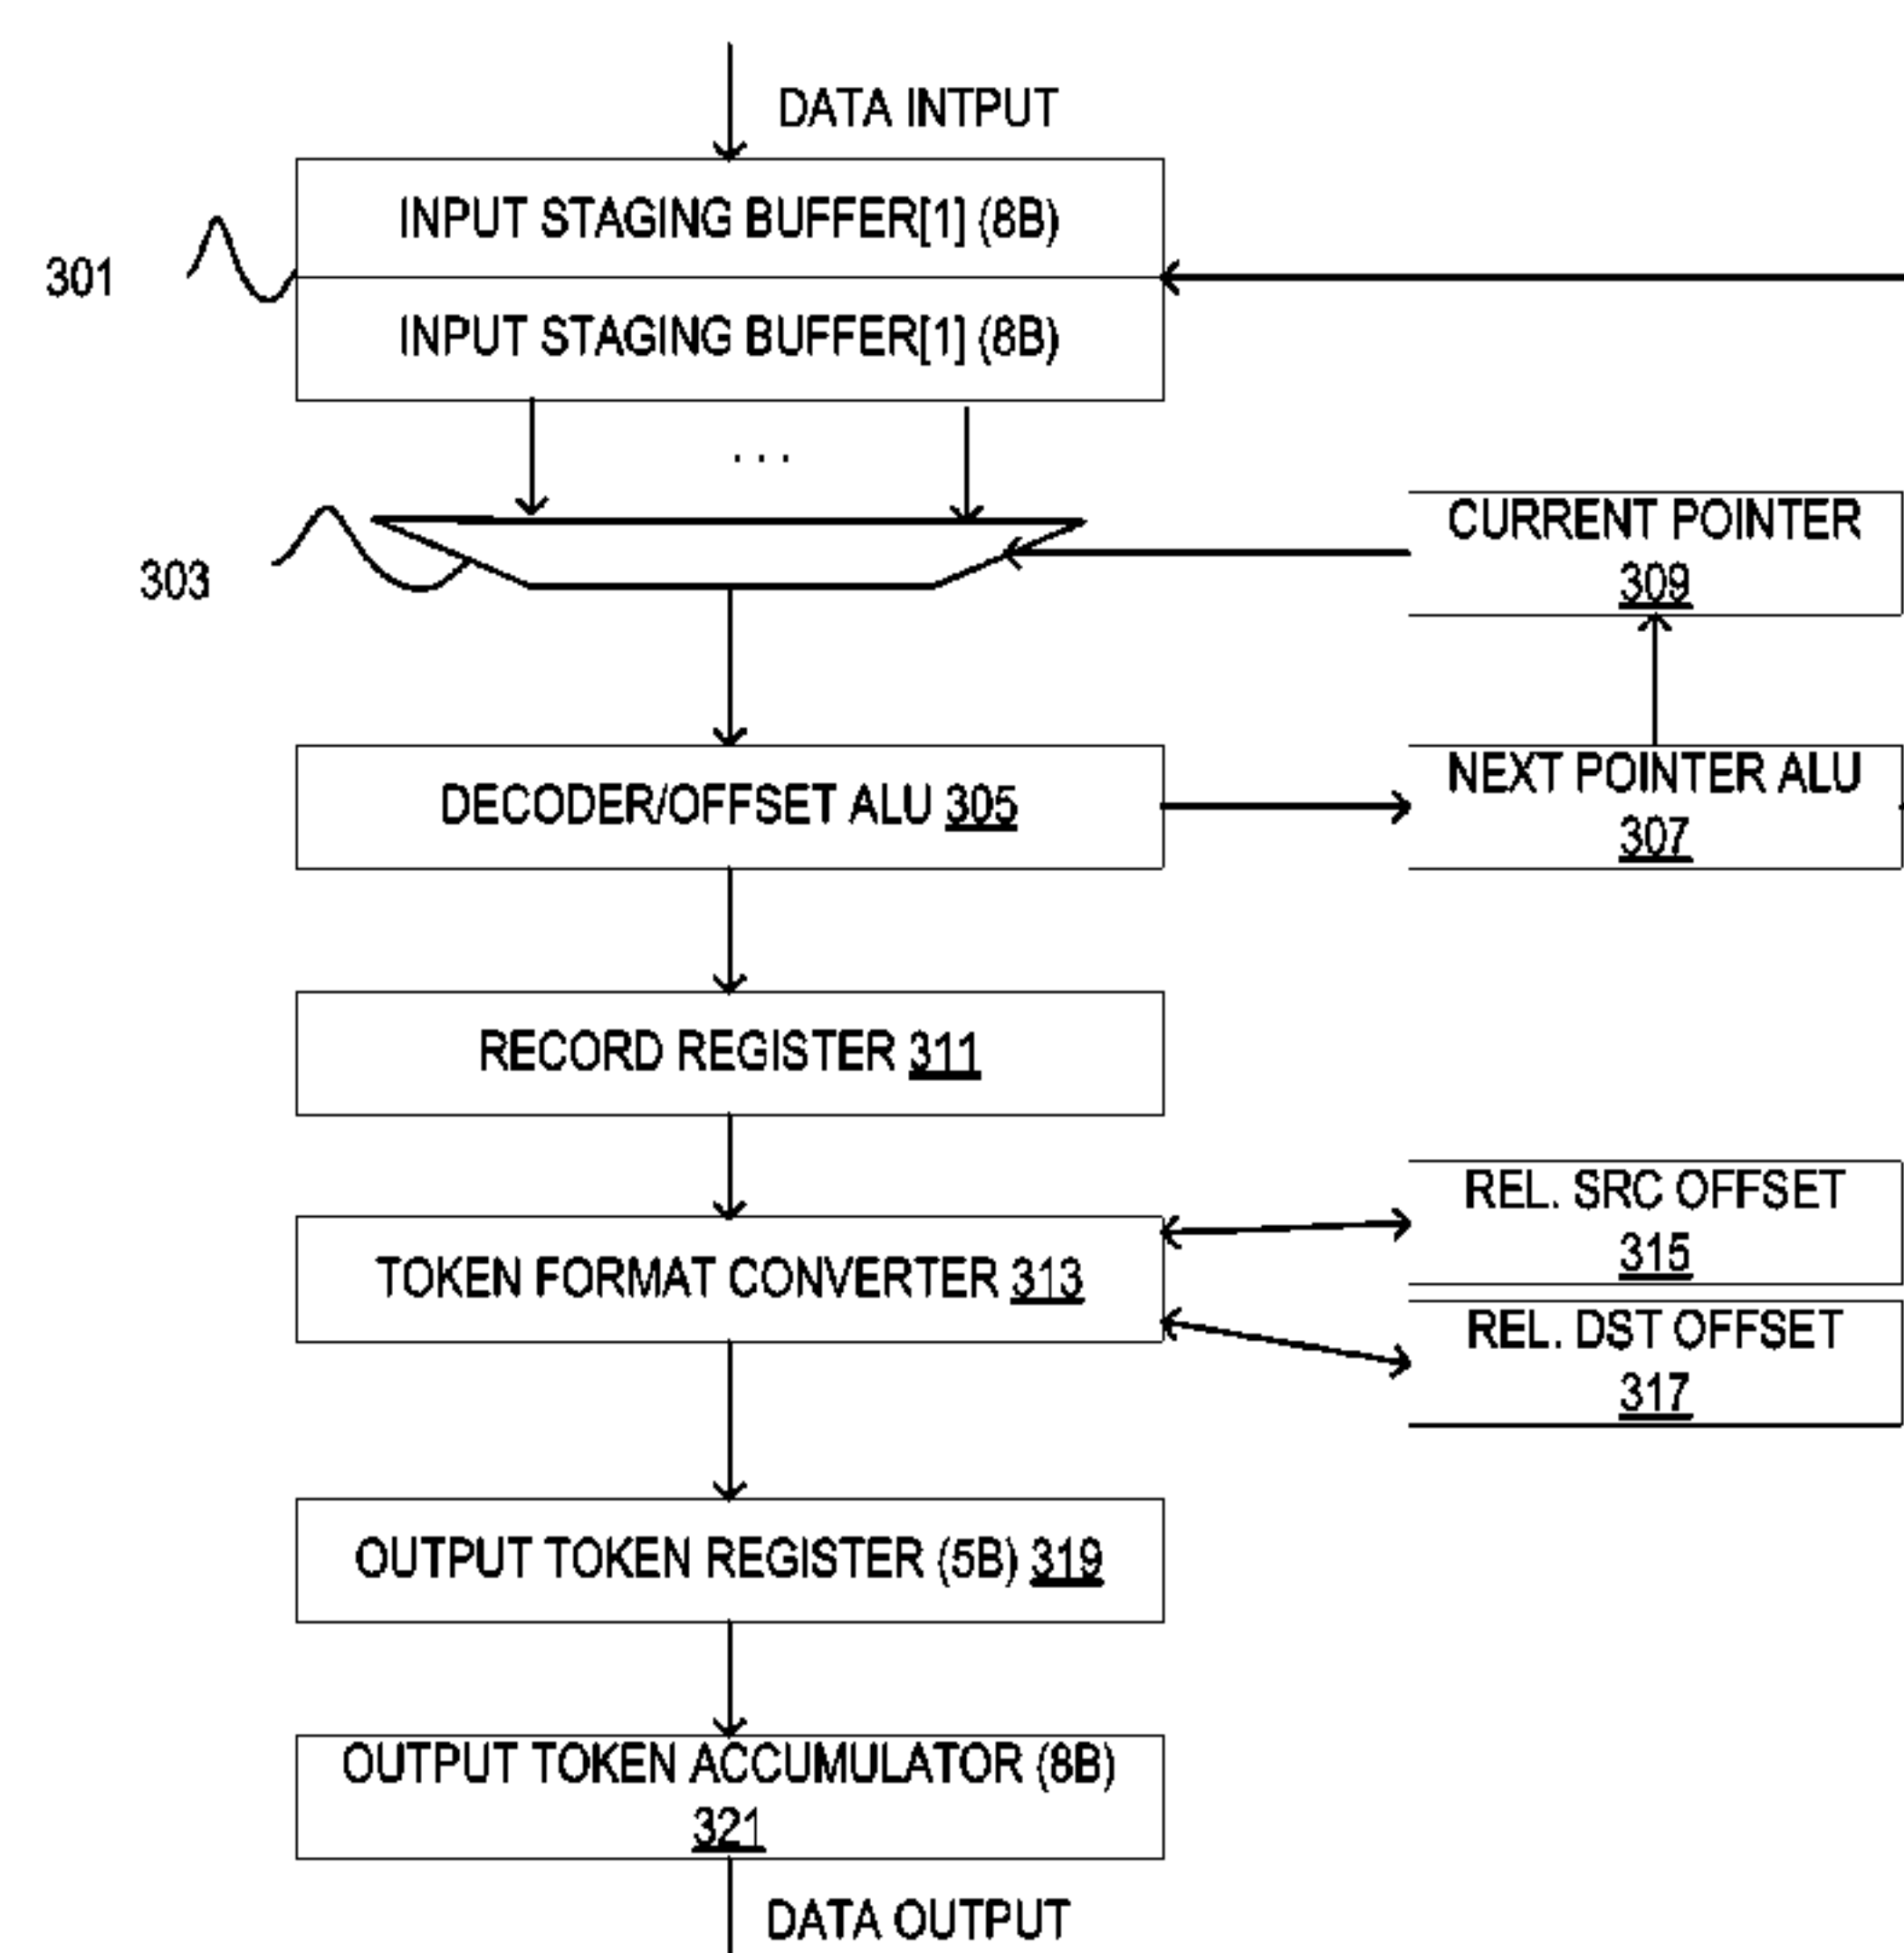 DATA INTPUT
INPUT STAGING BUFFER[1] (8B)
301
INPUT STAGING BUFFER[1] (8B)
. . .
303
CURRENT POINTER
309
DECODER/OFFSET ALU 305
NEXT POINTER ALU
307
RECORD REGISTER 311
TOKEN FORMAT CONVERTER 313
REL. SRC OFFSET
315
REL. DST OFFSET
317
OUTPUT TOKEN REGISTER (5B) 319
OUTPUT TOKEN ACCUMULATOR (8B)
321
DATA OUTPUT